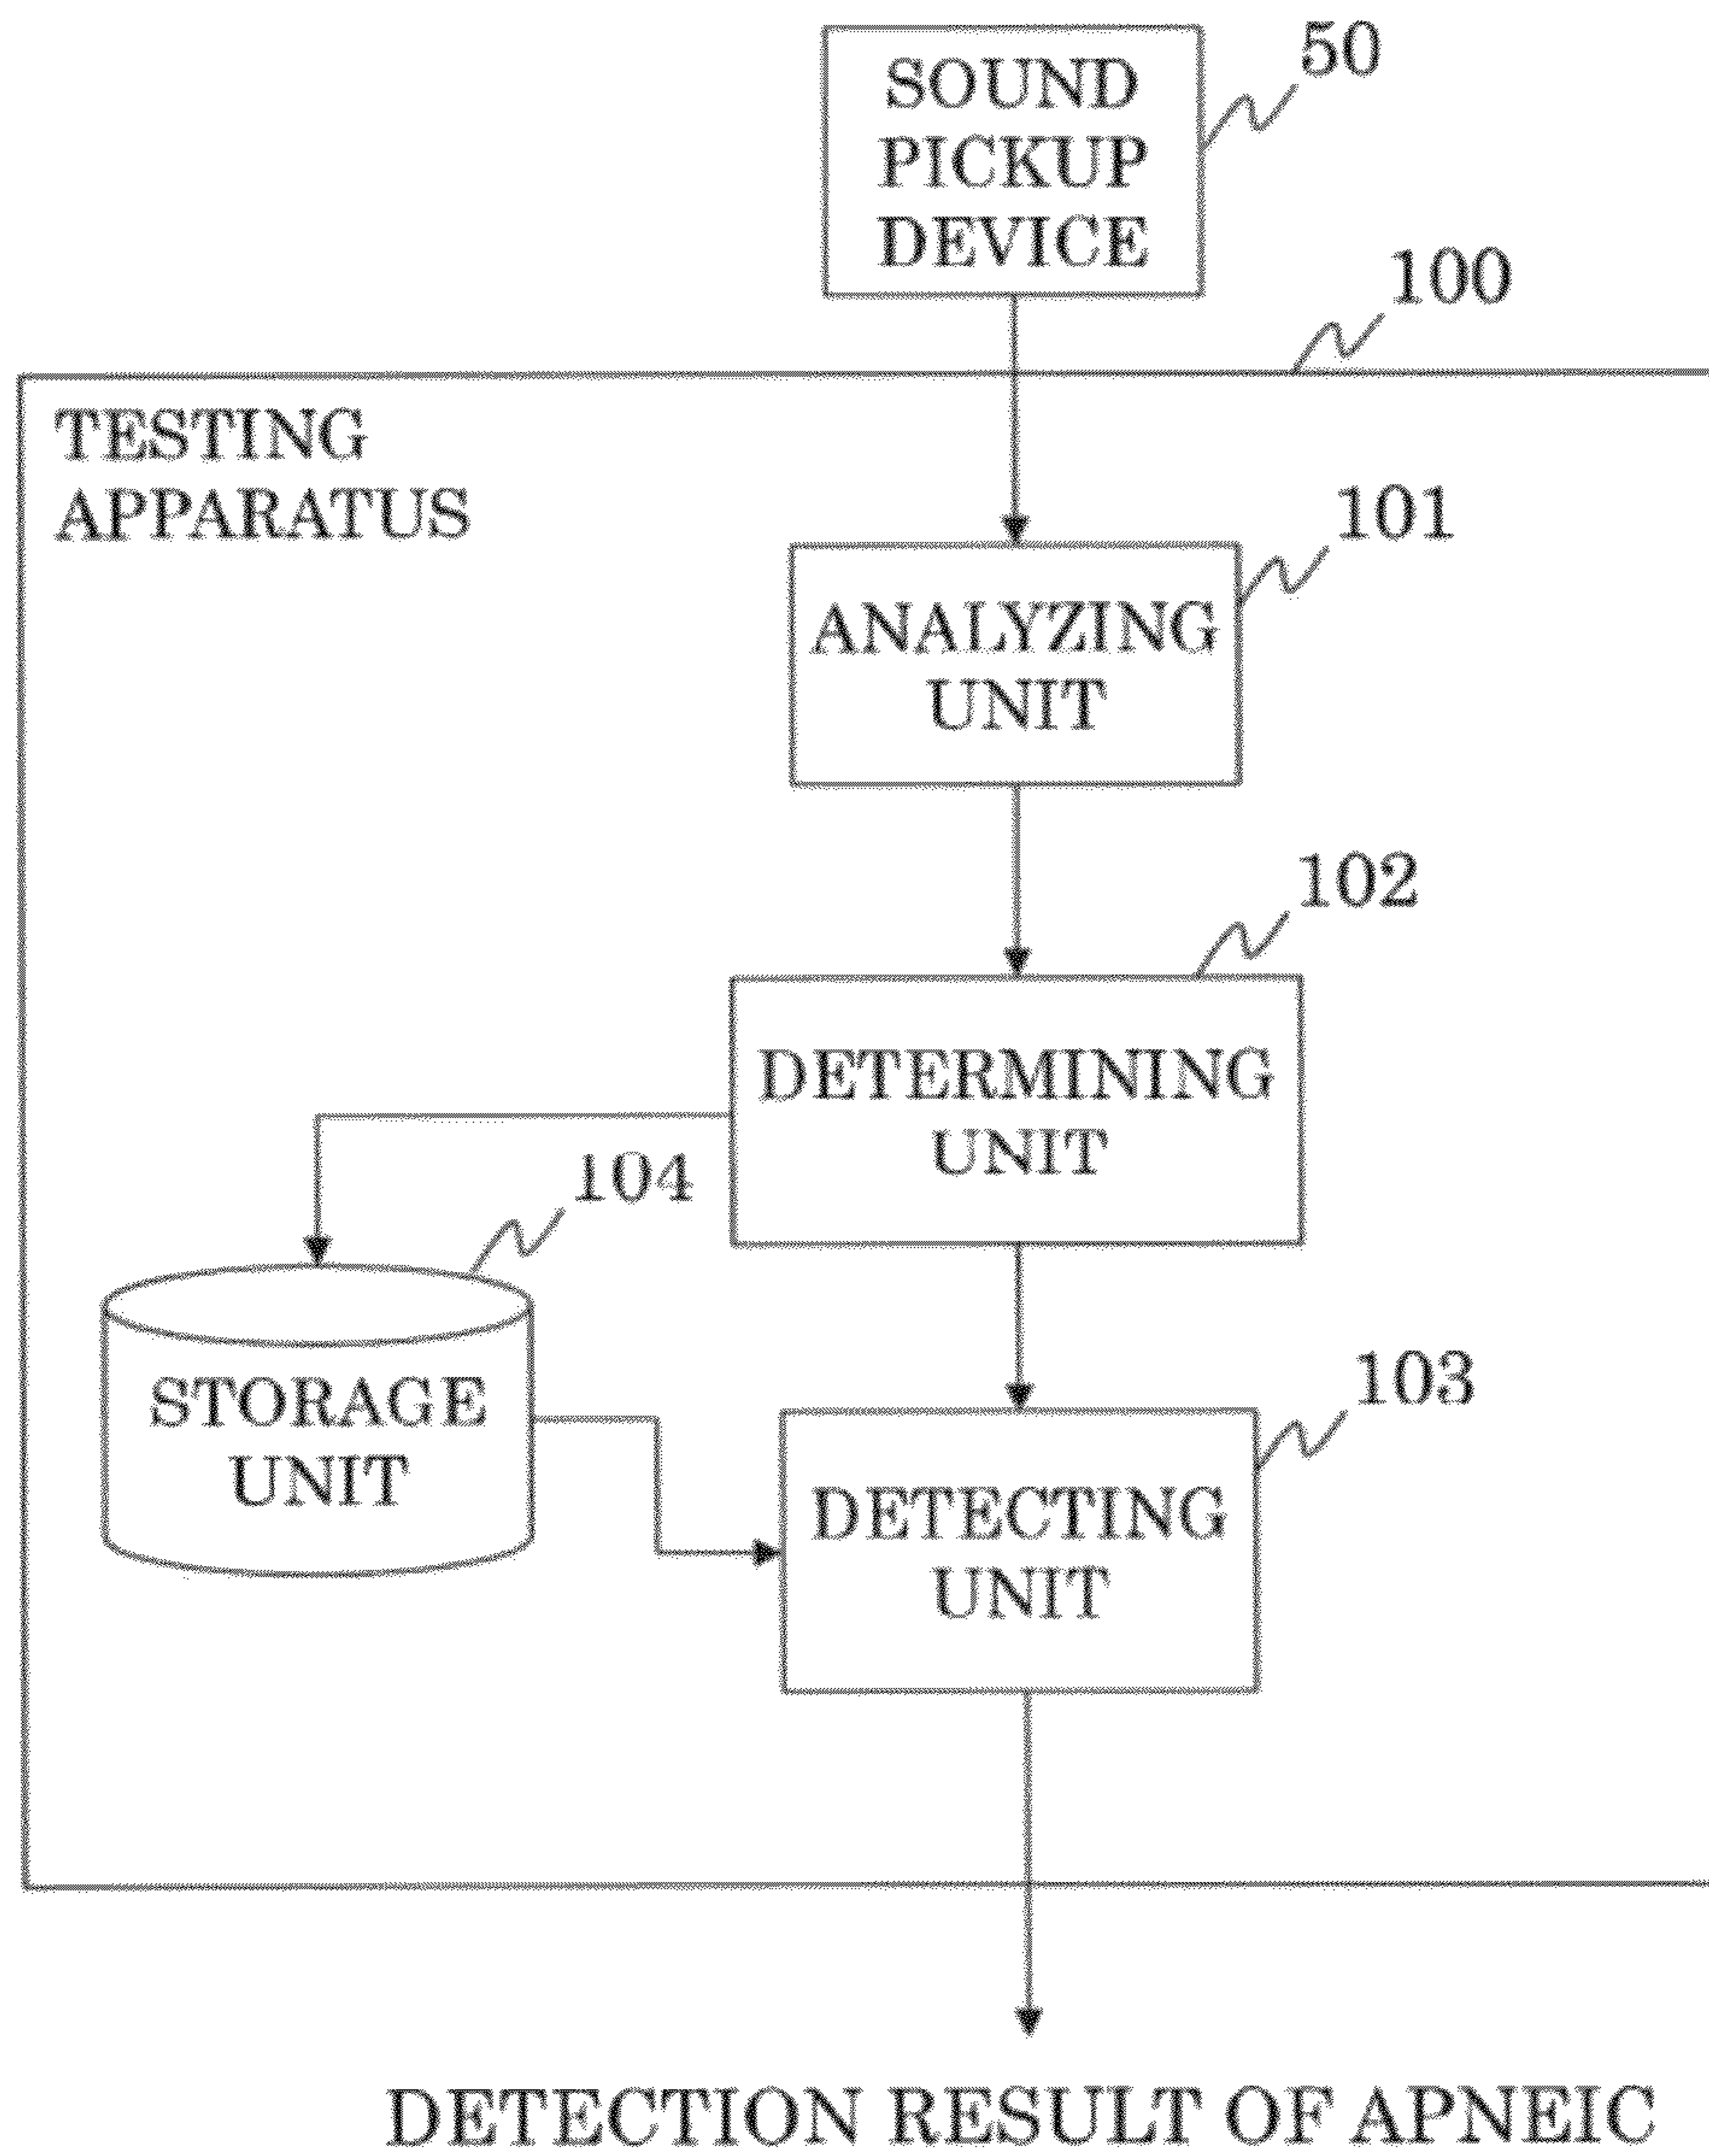 50
SOUND
PICKUP
DEVICE
100
TESTING
APPARATUS
101
ANALYZING
UNIT
102
DETERMINING
UNIT
104
STORAGE
UNIT
103
DETECTING
UNIT
DETECTION RESULT OF APNEIC